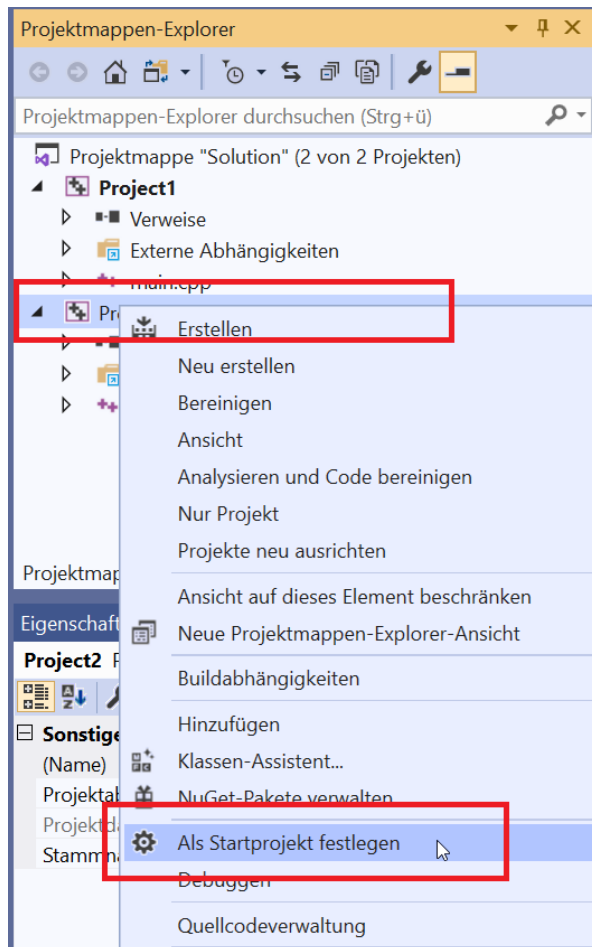 Projektmappen-Explorer
Projektmappen-Explorer durchsuchen (Strg+ü)
Projektmappe "Solution" (2 von 2 Projekten)
Project1
Verweise
Externe Abhängigkeiten
main.cpp
Erstellen
Neu erstellen
Bereinigen
Ansicht
Analysieren und Code bereinigen
Nur Projekt
Projekte neu ausrichten
Ansicht auf dieses Element beschränken
Neue Projektmappen-Explorer-Ansicht
Buildabhängigkeiten
Hinzufügen
Klassen-Assistent...
NuGet-Pakete verwalten
Als Startprojekt festlegen
Debuggen
Quellcodeverwaltung
Project2
(Name)